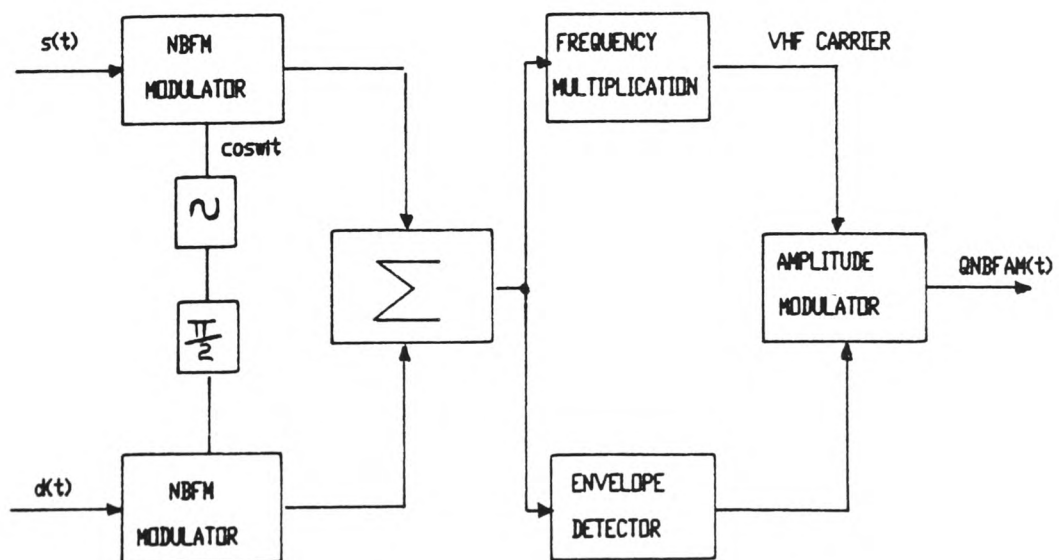 s(t)
NBFM
MODULATOR
FREQUENCY
MULTIPLICATION
VHF CARRIER
coswit
~
π
2
Σ
AMPLITUDE
MODULATOR
QNBFAM(t)
d(t)
NBFM
MODULATOR
ENVELOPE
DETECTOR